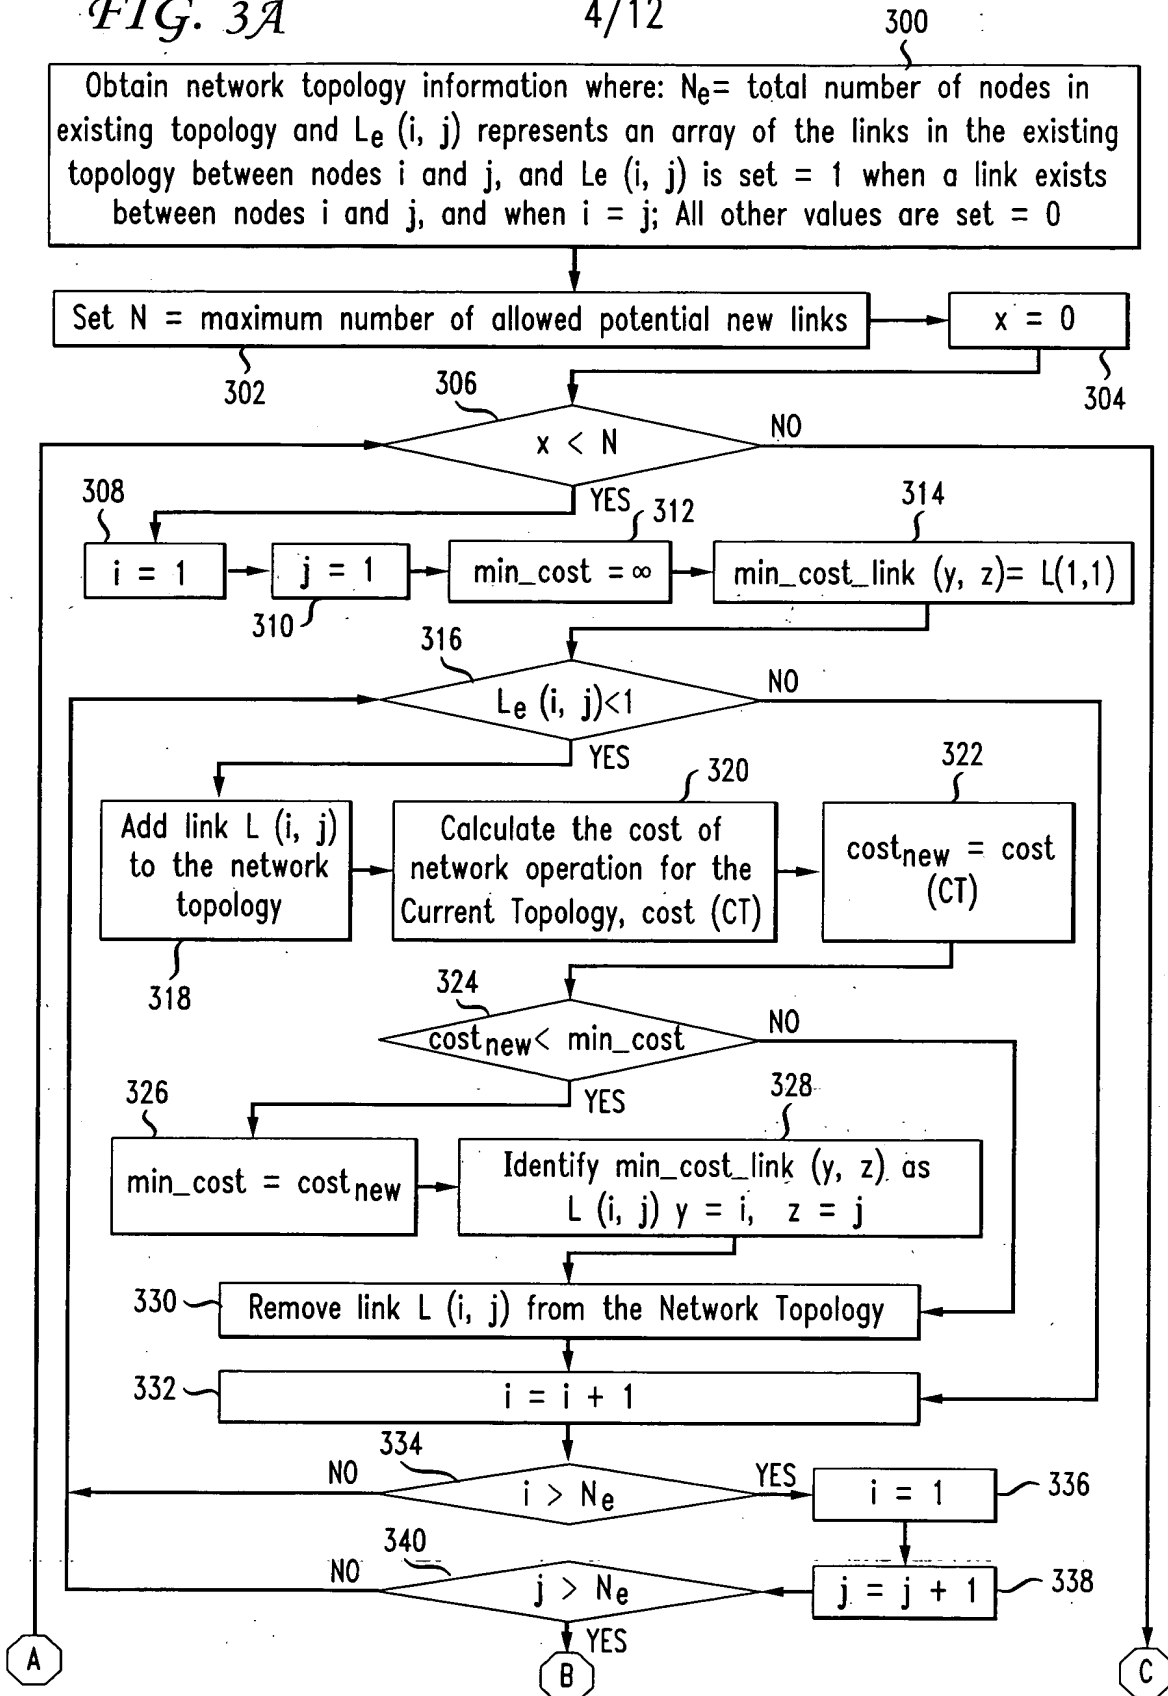 FIG. 3A
4/12
300
Obtain network topology information where: Ne= total number of nodes in
existing topology and Le (i, j) represents an array of the links in the existing
topology between nodes i and j, and Le (i, j) is set = 1 when a link exists
between nodes i and j, and when i = j; All other values are set = 0
Set N = maximum number of allowed potential new links
x = 0
302
304
306
x < N
NO
YES
308
312
314
i = 1
j = 1
min_cost = ∞
min_cost_link (y, z)= L(1,1)
310
316
Le (i, j)<1
NO
YES
320
322
Add link L (i, j)
to the network
topology
Calculate the cost of
network operation for the
Current Topology, cost (CT)
costnew = cost
(CT)
318
324
costnew< min_cost
NO
YES
326
328
min_cost = costnew
Identify min_cost_link (y, z) as
L (i, j) y = i, z = j
330
Remove link L (i, j) from the Network Topology
332
i = i + 1
334
NO
i > Ne
YES
i = 1
336
340
NO
j > Ne
j = j + 1
338
YES
A
B
C